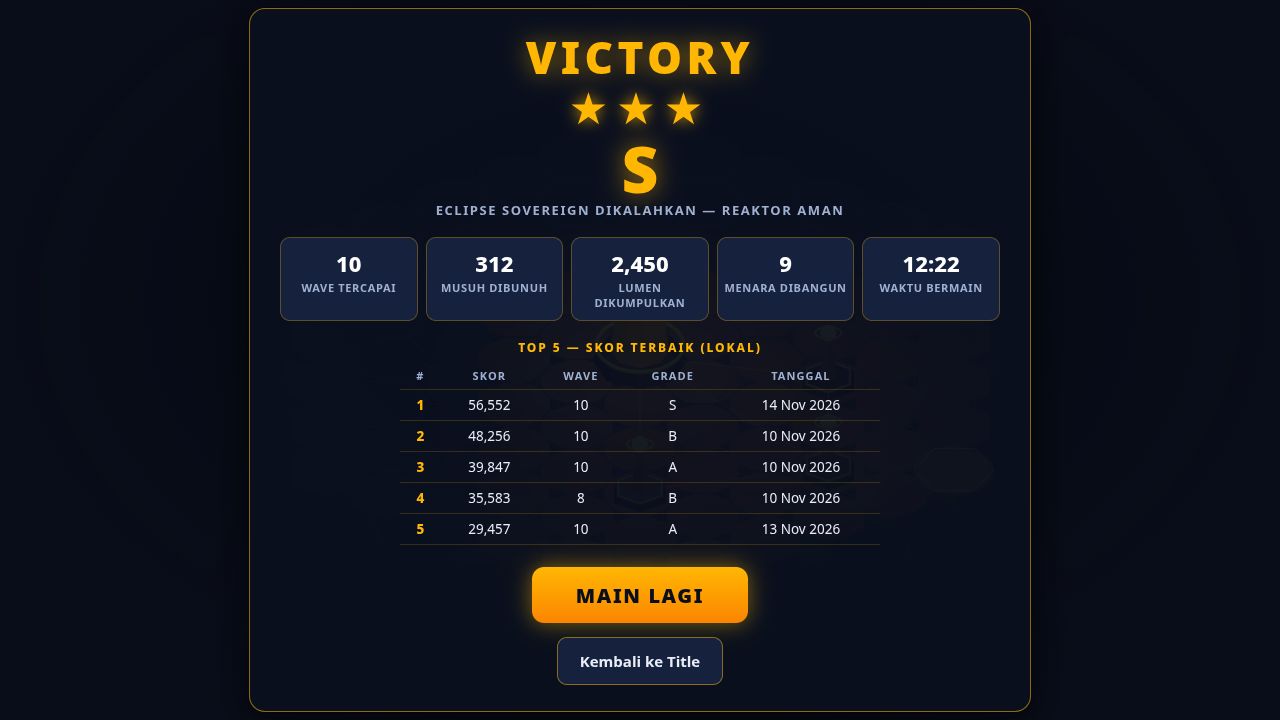 VICTORY
★ ★ ★
S
ECLIPSE SOVEREIGN DIKALAHKAN — REAKTOR AMAN
10 312 2,450 9 12:22
WAVE TERCAPAI MUSUH DIBUNUH LUMEN MENARA DIBANGUN WAKTU BERMAIN
DIKUMPULKAN
TOP 5 — SKOR TERBAIK (LOKAL)
# SKOR WAVE GRADE TANGGAL
1 56,552 10 S 14 Nov 2026
2 48,256 10 B 10 Nov 2026
3 39,847 10 A 10 Nov 2026
4 35,583 8 B 10 Nov 2026
5 29,457 10 A 13 Nov 2026
MAIN LAGI
Kembali ke Title